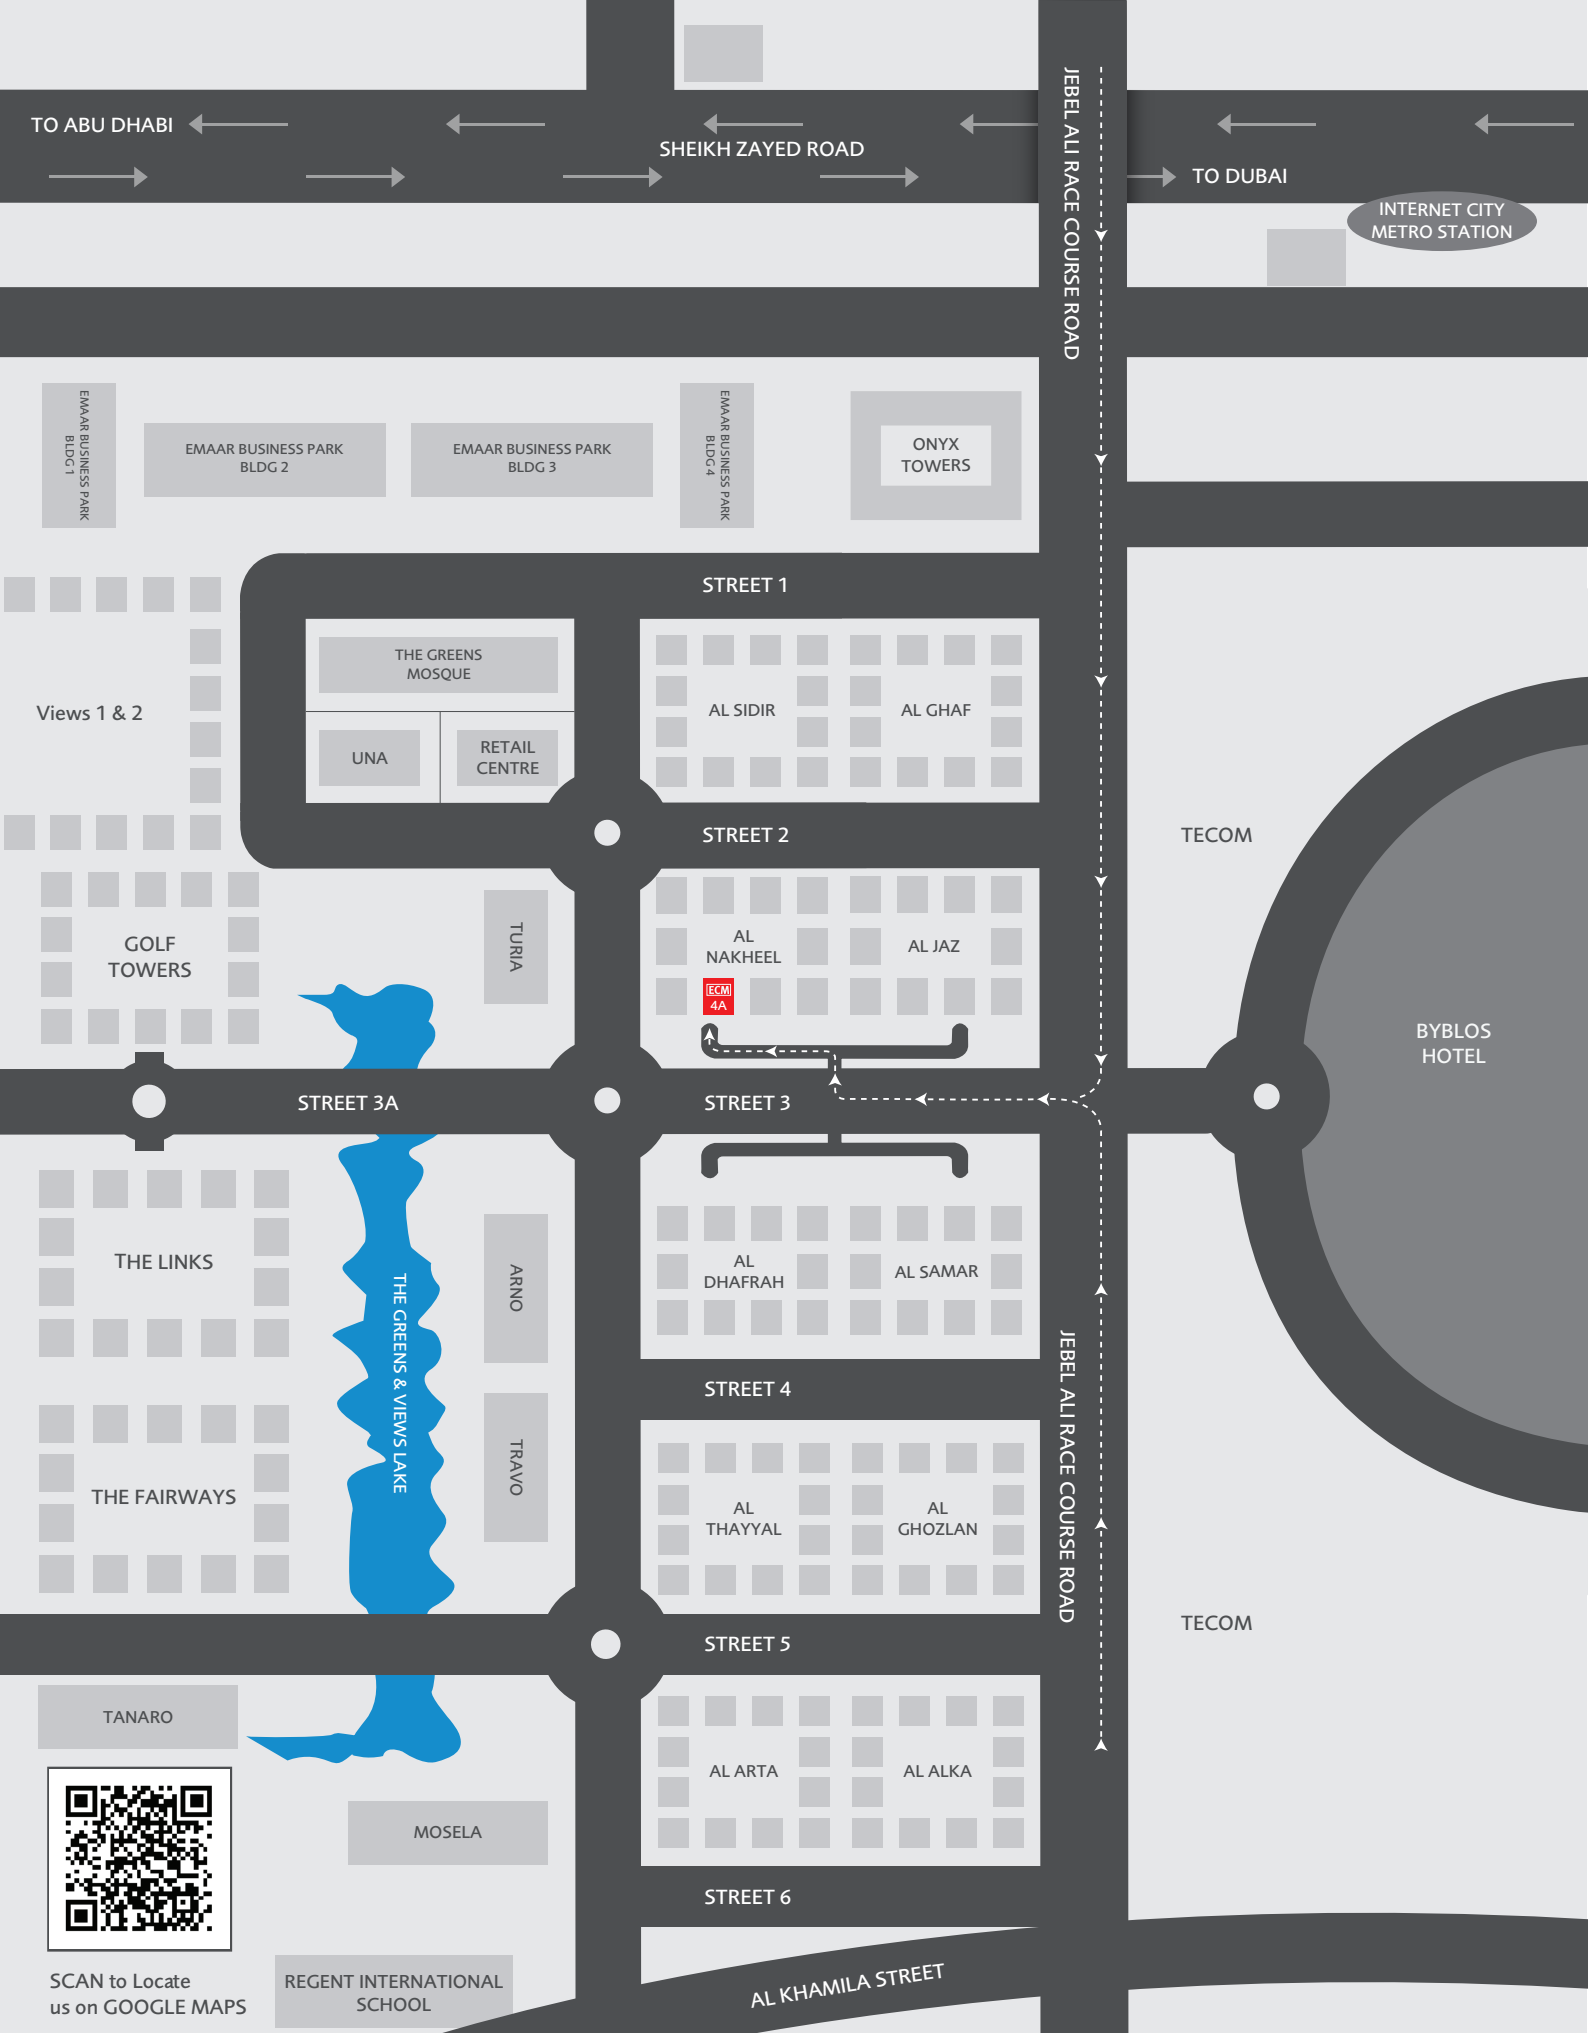 TO ABU DHABI
SHEIKH ZAYED ROAD
JEBEL ALI RACE COURSE ROAD
TO DUBAI
INTERNET CITY
METRO STATION
EMAAR BUSINESS PARK
BLDG 1
EMAAR BUSINESS PARK
BLDG 2
EMAAR BUSINESS PARK
BLDG 3
EMAAR BUSINESS PARK
BLDG 4
ONYX
TOWERS
STREET 1
THE GREENS
MOSQUE
Views 1 & 2
UNA
RETAIL
CENTRE
AL SIDIR
AL GHAF
STREET 2
TECOM
GOLF
TOWERS
TURIA
AL
NAKHEEL
AL JAZ
ECM
4A
BYBLOS
HOTEL
STREET 3A
STREET 3
THE LINKS
THE GREENS & VIEWS LAKE
ARNO
AL
DHAFRAH
AL SAMAR
STREET 4
JEBEL ALI RACE COURSE ROAD
THE FAIRWAYS
TRAVO
AL
THAYYAL
AL
GHOZLAN
STREET 5
TECOM
TANARO
AL ARTA
AL ALKA
MOSELA
STREET 6
SCAN to Locate
us on GOOGLE MAPS
REGENT INTERNATIONAL
SCHOOL
AL KHAMILA STREET